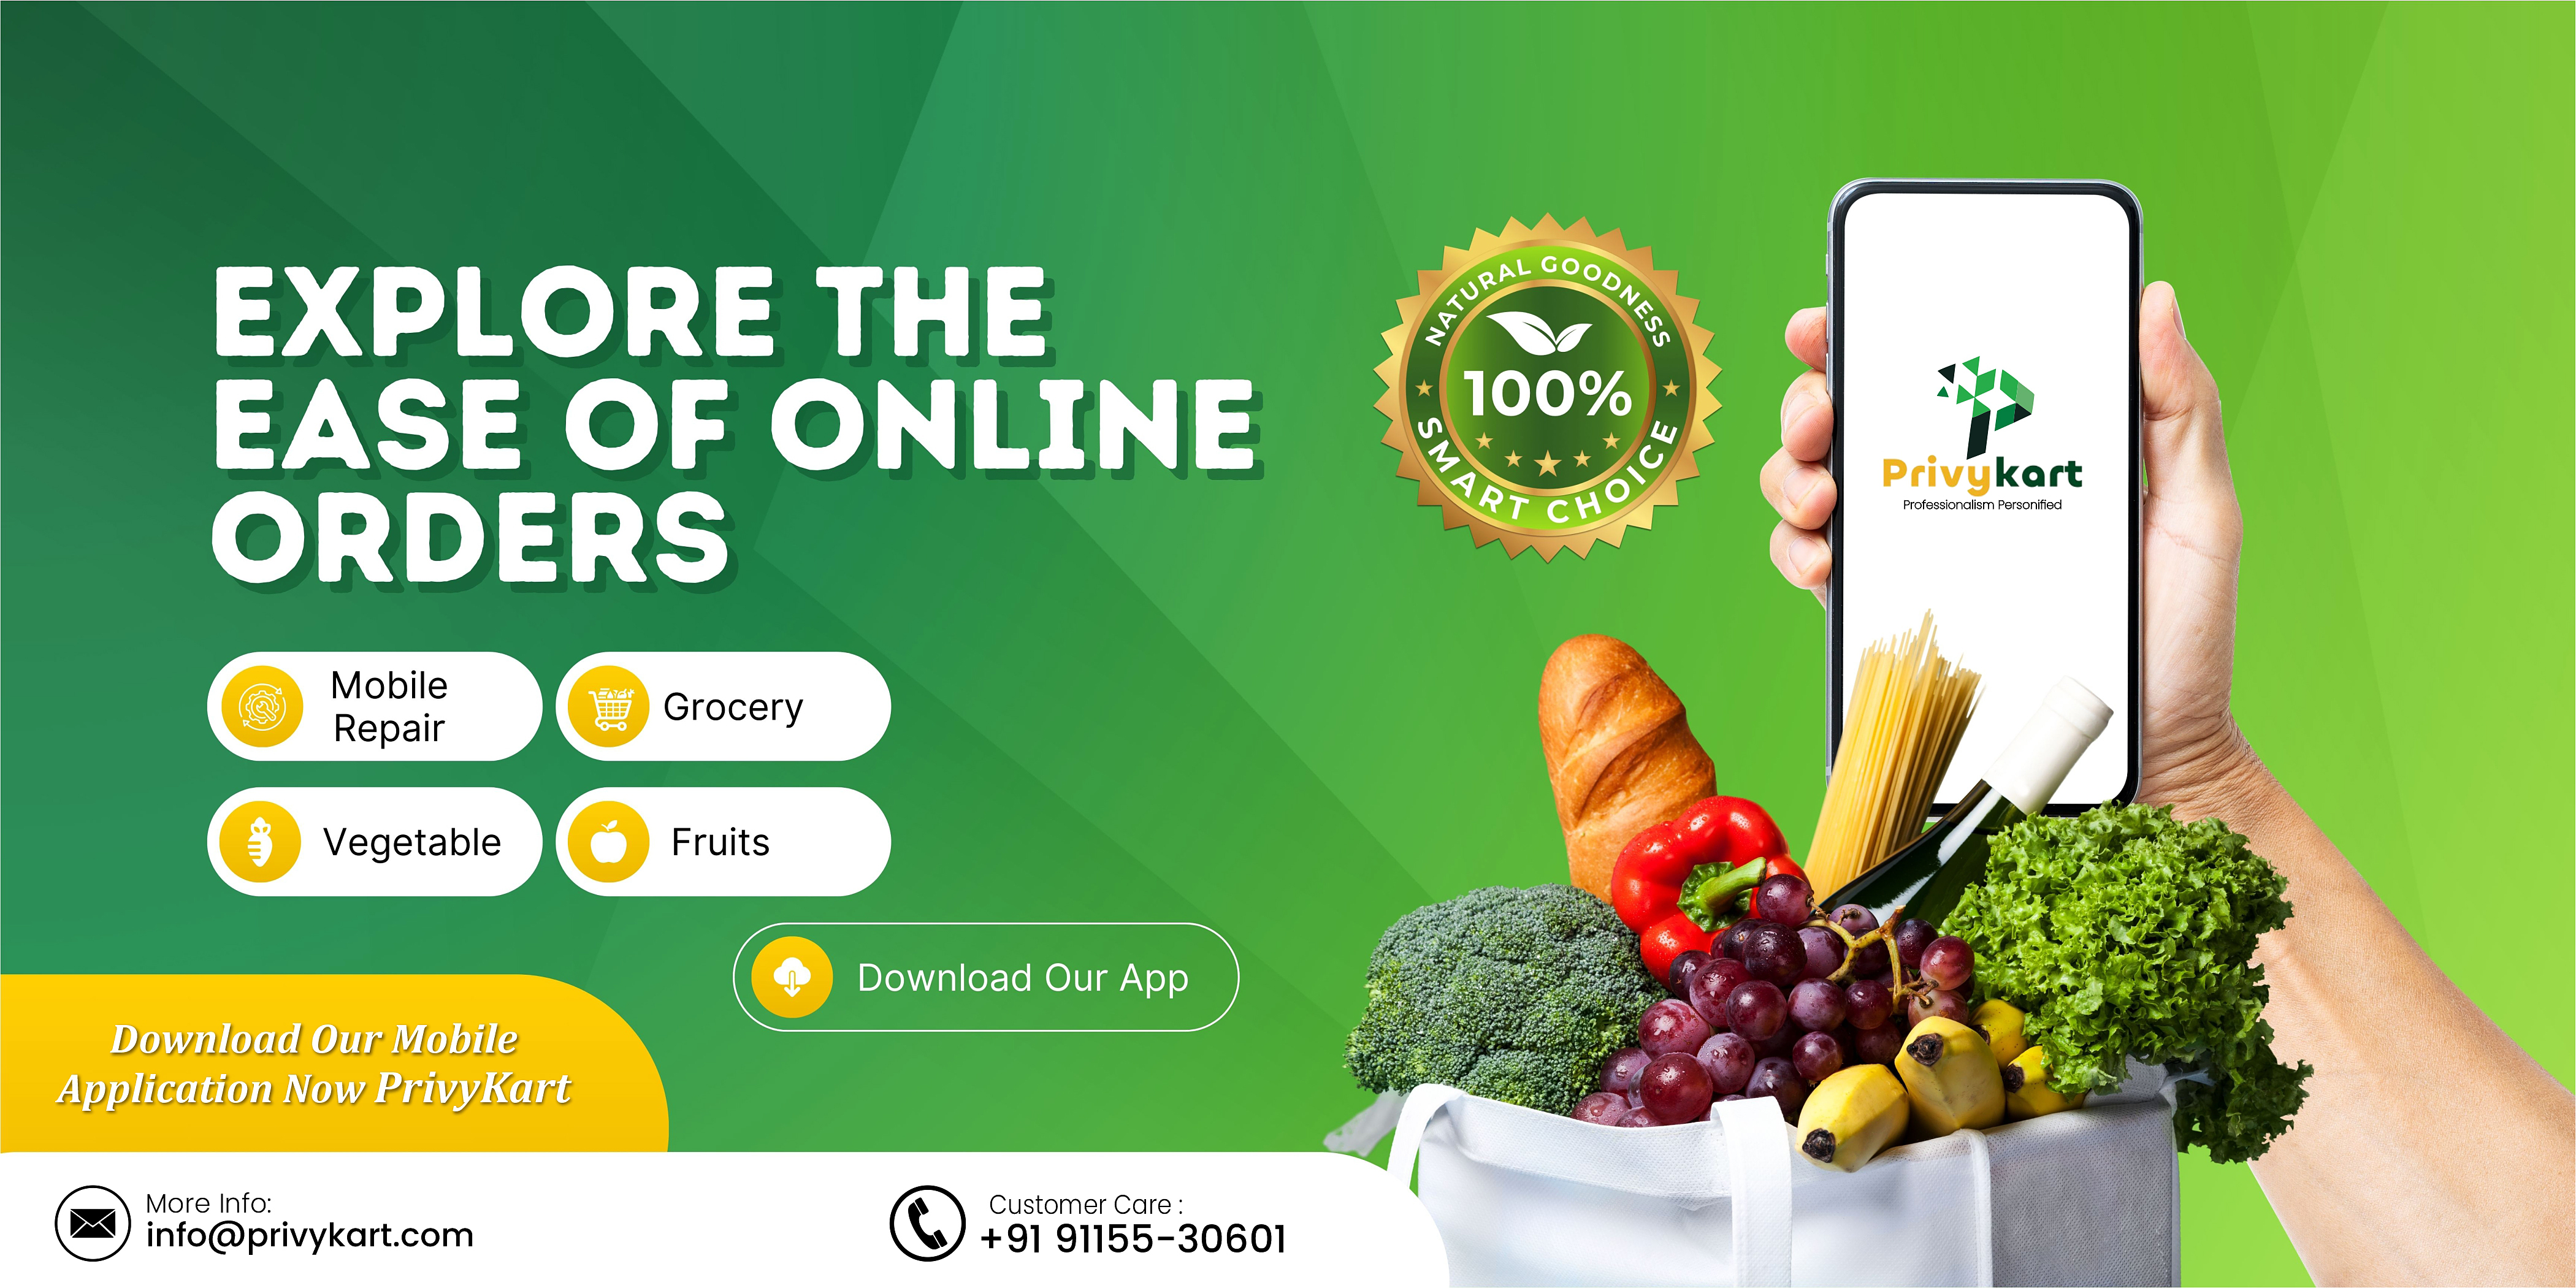 EXPLORE THE
EASE OF ONLINE
ORDERS
NATURAL GOODNESS
100%
SMART CHOICE
Privykart
Professionalism Personified
Mobile
Repair
Grocery
Vegetable
Fruits
Download Our App
Download Our Mobile
Application Now PrivyKart
More Info:
info@privykart.com
Customer Care :
+91 91155-30601